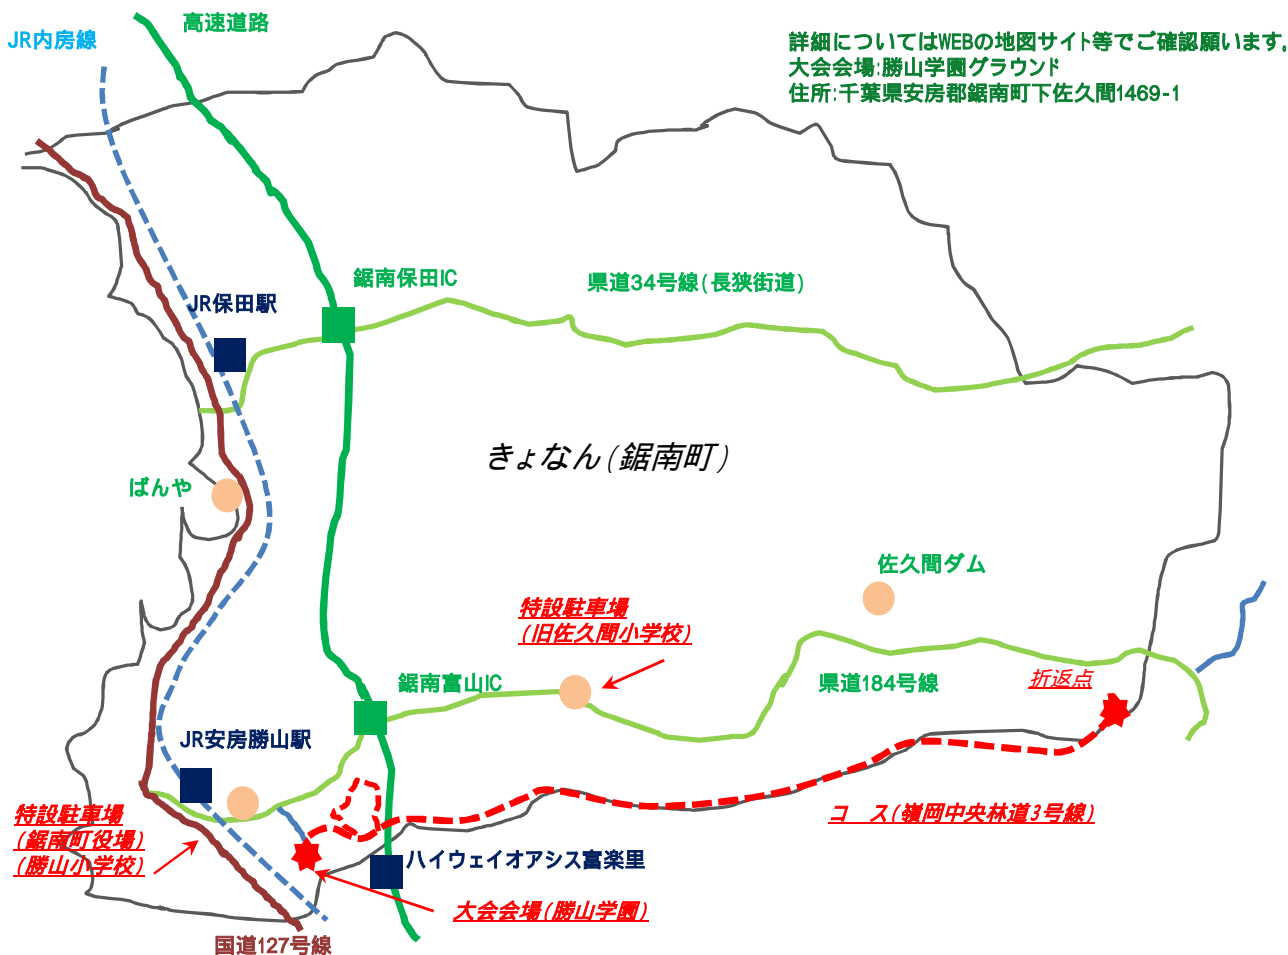 高速道路
JR内房線
詳細についてはWEBの地図サイト等でご確認願います。
大会会場:勝山学園グラウンド
住所:千葉県安房郡鋸南町下佐久間1469-1
鋸南保田IC
県道34号線(長狭街道)
JR保田駅
きょなん(鋸南町)
ばんや
佐久間ダム
特設駐車場
(旧佐久間小学校)
鋸南富山IC
県道184号線
折返点
JR安房勝山駅
特設駐車場
(鋸南町役場)
(勝山小学校)
コース(嶺岡中央林道3号線)
ハイウェイオアシス富楽里
大会会場(勝山学園)
国道127号線